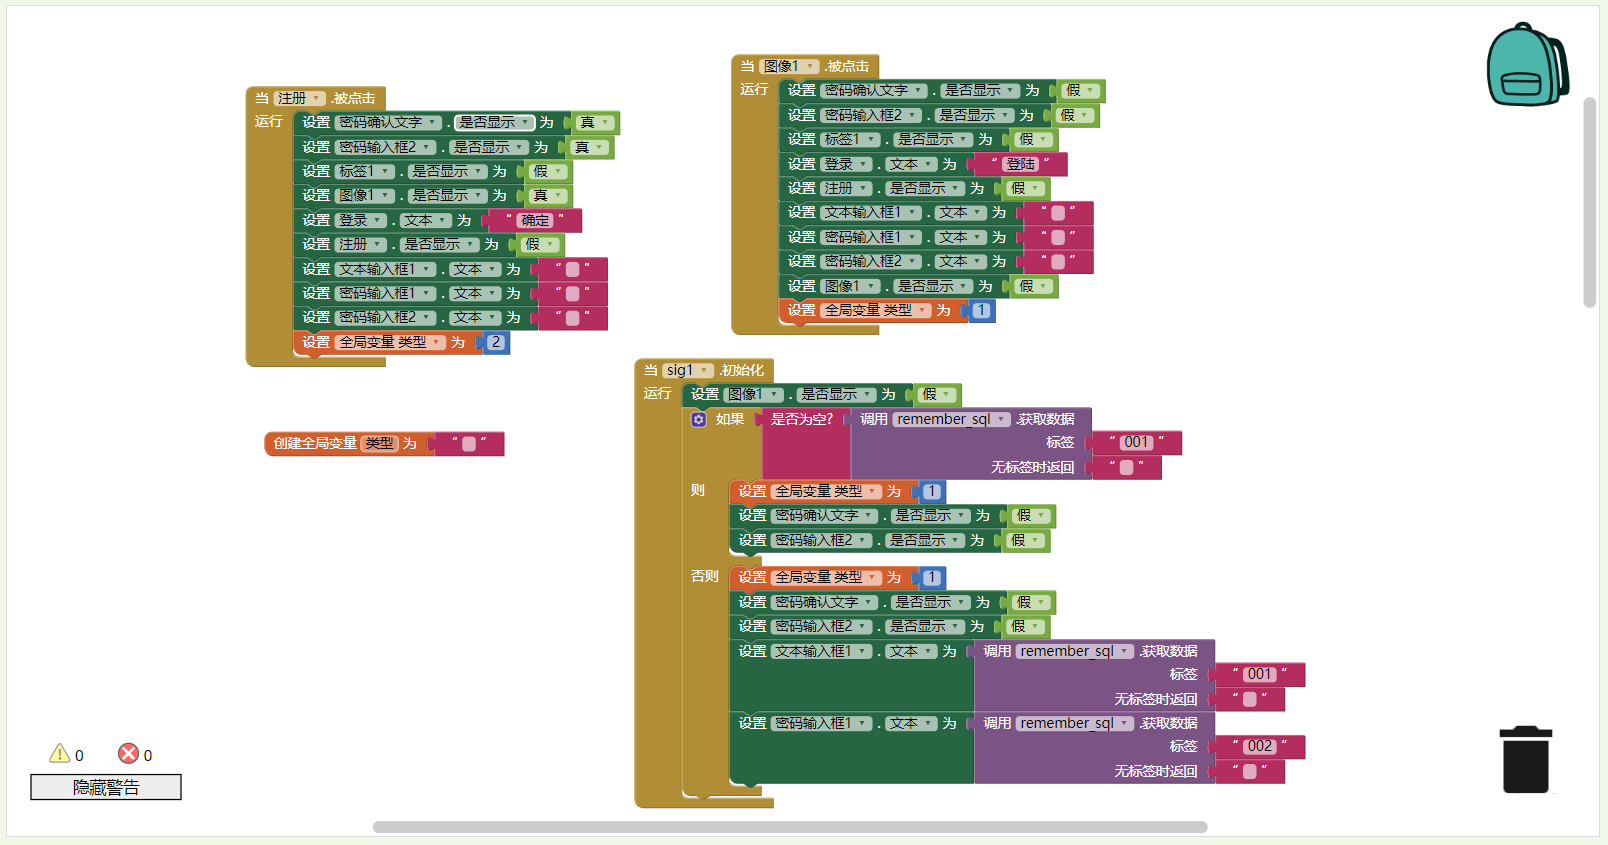 当 注册 .被点击
运行 设置 密码确认文字 . 是否显示 为 真
设置 密码输入框2 . 是否显示 为 真
设置 标签1 . 是否显示 为 假
设置 图像1 . 是否显示 为 真
设置 登录 . 文本 为 “ 确定 ”
设置 注册 . 是否显示 为 假
设置 文本输入框1 . 文本 为 “ ”
设置 密码输入框1 . 文本 为 “ ”
设置 密码输入框2 . 文本 为 “ ”
设置 全局变量 类型 为 2
当 图像1 .被点击
运行 设置 密码确认文字 . 是否显示 为 假
设置 密码输入框2 . 是否显示 为 假
设置 标签1 . 是否显示 为 假
设置 登录 . 文本 为 “ 登陆 ”
设置 注册 . 是否显示 为 假
设置 文本输入框1 . 文本 为 “ ”
设置 密码输入框1 . 文本 为 “ ”
设置 密码输入框2 . 文本 为 “ ”
设置 图像1 . 是否显示 为 假
设置 全局变量 类型 为 1
创建全局变量 类型 为 “ ”
当 sig1 .初始化
运行 设置 图像1 . 是否显示 为 假
如果 是否为空? 调用 remember_sql .获取数据
标签 “ 001 ”
无标签时返回 “ ”
则 设置 全局变量 类型 为 1
设置 密码确认文字 . 是否显示 为 假
设置 密码输入框2 . 是否显示 为 假
否则 设置 全局变量 类型 为 1
设置 密码确认文字 . 是否显示 为 假
设置 密码输入框2 . 是否显示 为 假
设置 文本输入框1 . 文本 为 调用 remember_sql .获取数据
标签 “ 001 ”
无标签时返回 “ ”
设置 密码输入框1 . 文本 为 调用 remember_sql .获取数据
标签 “ 002 ”
无标签时返回 “ ”
0 0
隐藏警告